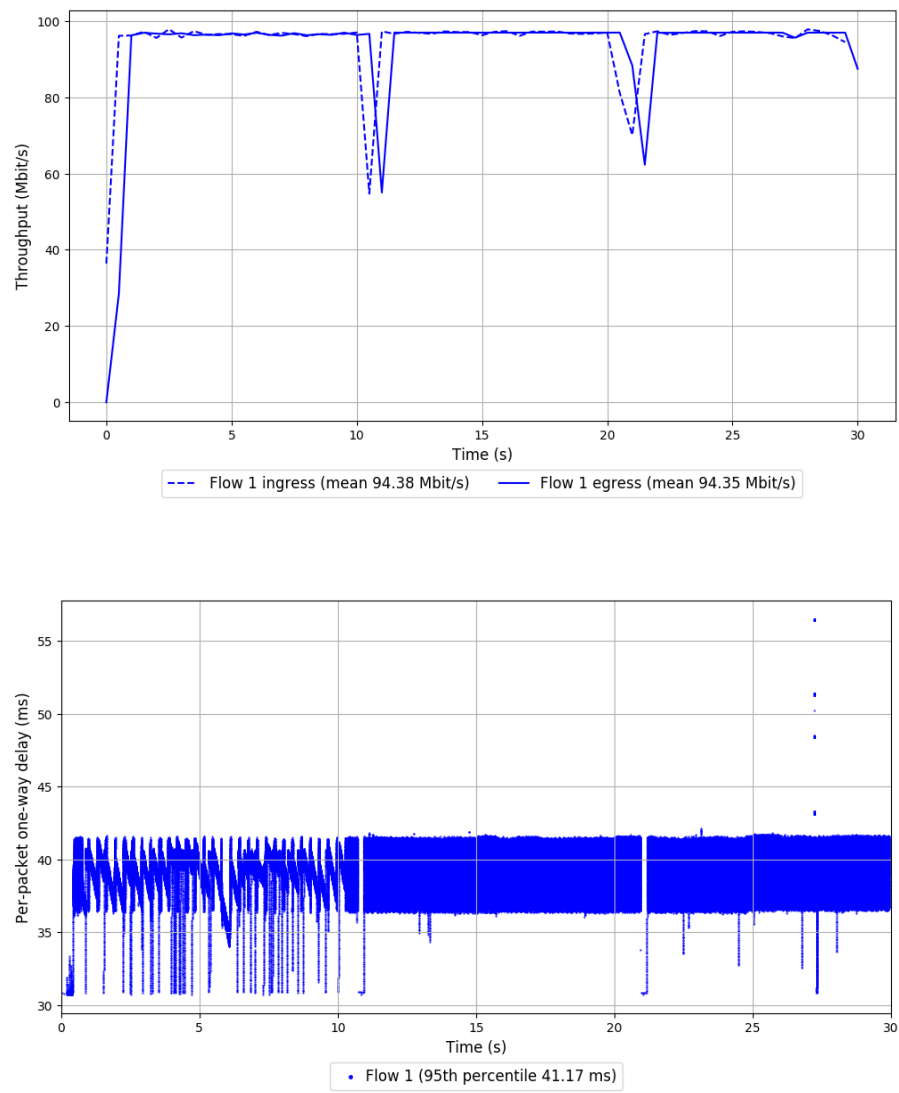 100
80
60
40
20
0
Throughput (Mbit/s)
0 5 10 15 20 25 30
Time (s)
Flow 1 ingress (mean 94.38 Mbit/s) Flow 1 egress (mean 94.35 Mbit/s)
55
50
45
40
35
30
Per-packet one-way delay (ms)
0 5 10 15 20 25 30
Time (s)
Flow 1 (95th percentile 41.17 ms)